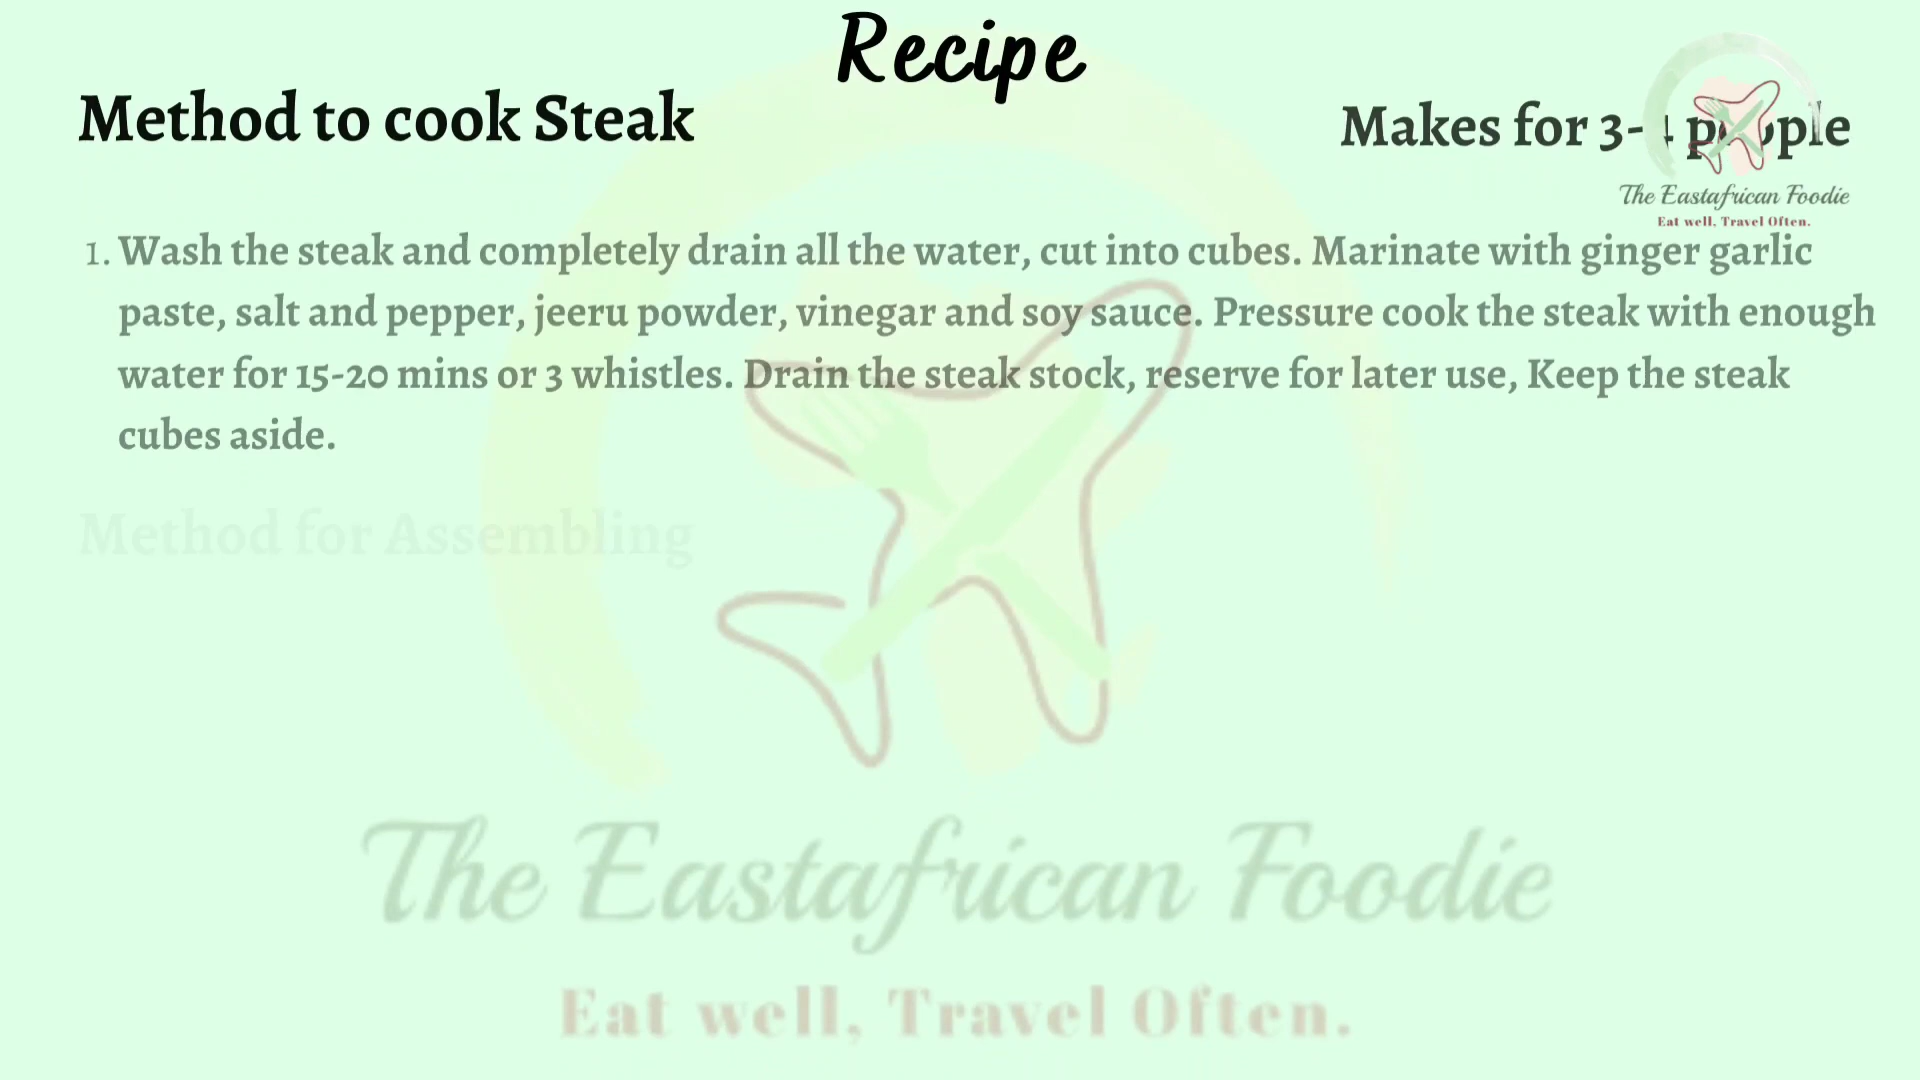 Recipe
Method to cook Steak
Makes for 3-4 people
The Eastafrican Foodie
Eat well, Travel Often.
1. Wash the steak and completely drain all the water, cut into cubes. Marinate with ginger garlic
paste, salt and pepper, jeeru powder, vinegar and soy sauce. Pressure cook the steak with enough
water for 15-20 mins or 3 whistles. Drain the steak stock, reserve for later use, Keep the steak
cubes aside.
Method for Assembling
The Eastafrican Foodie
Eat well, Travel Often.